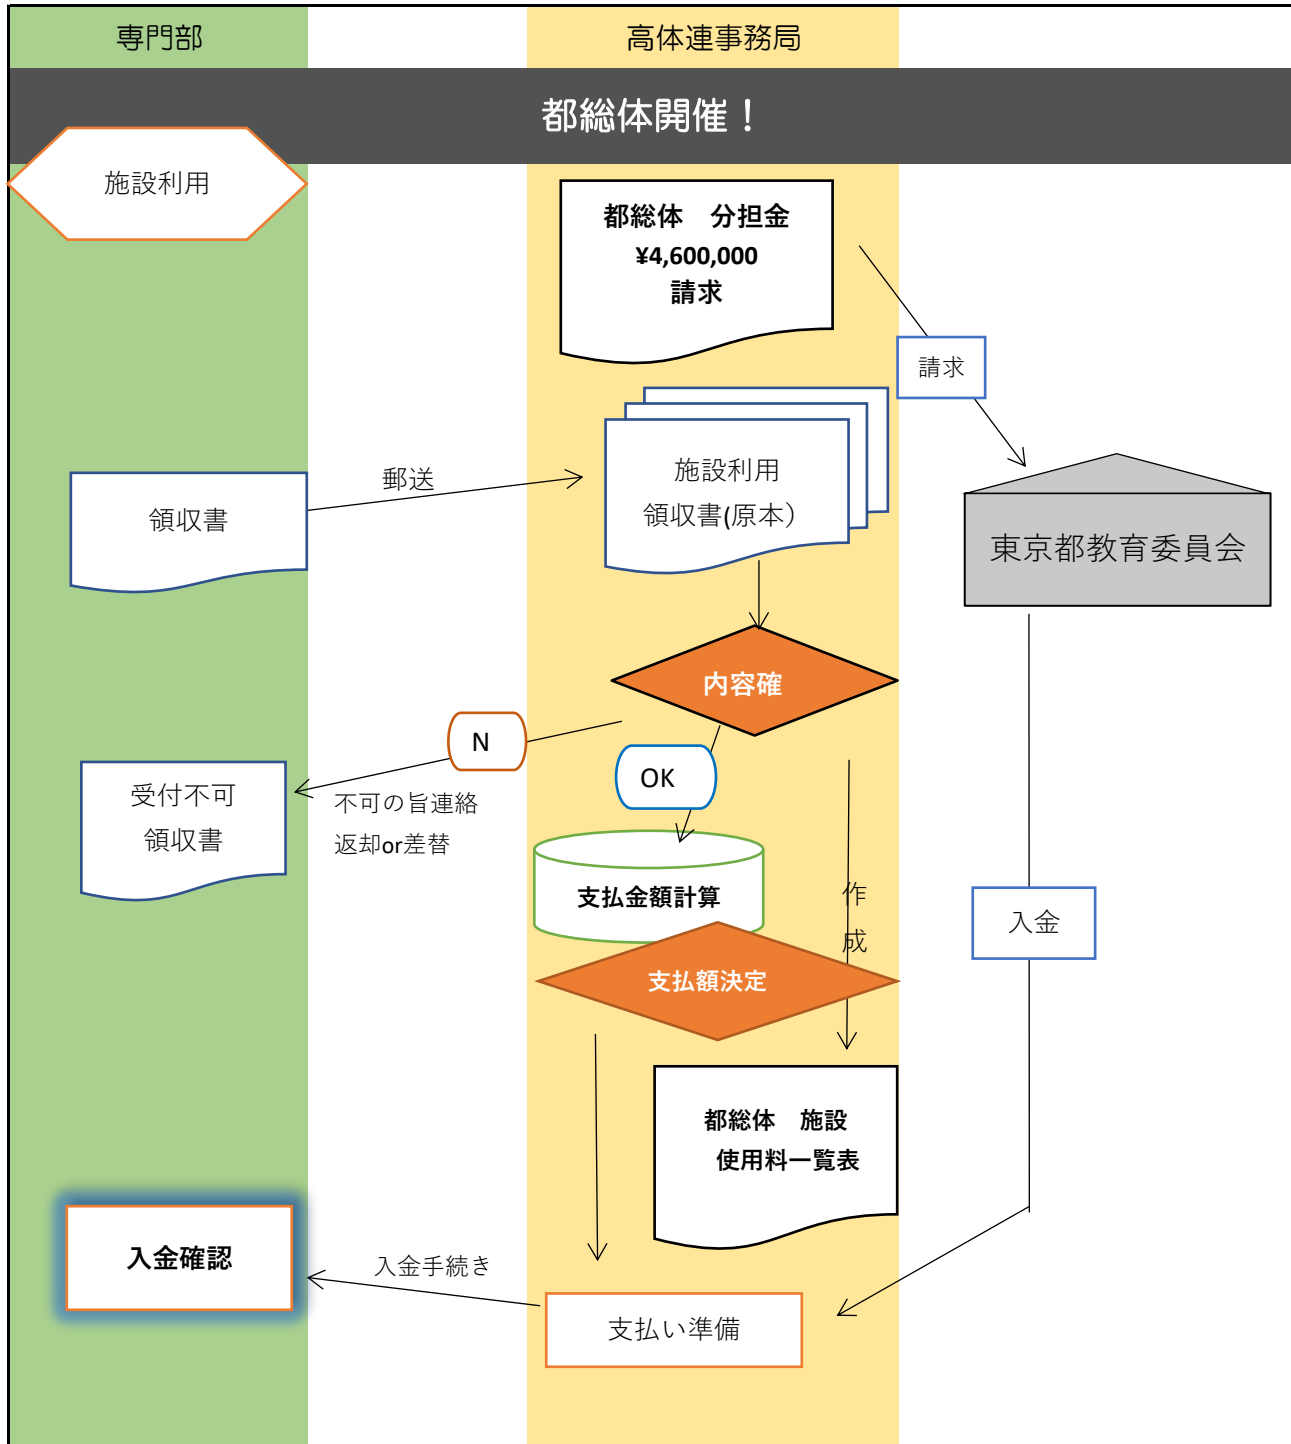 専門部
高体連事務局
都総体開催！
施設利用
都総体　分担金
¥4,600,000
請求
請求
領収書
郵送
施設利用
領収書(原本）
東京都教育委員会
内容確
N
OK
受付不可
領収書
不可の旨連絡
返却or差替
支払金額計算
作
成
入金
支払額決定
都総体　施設
使用料一覧表
入金確認
入金手続き
支払い準備